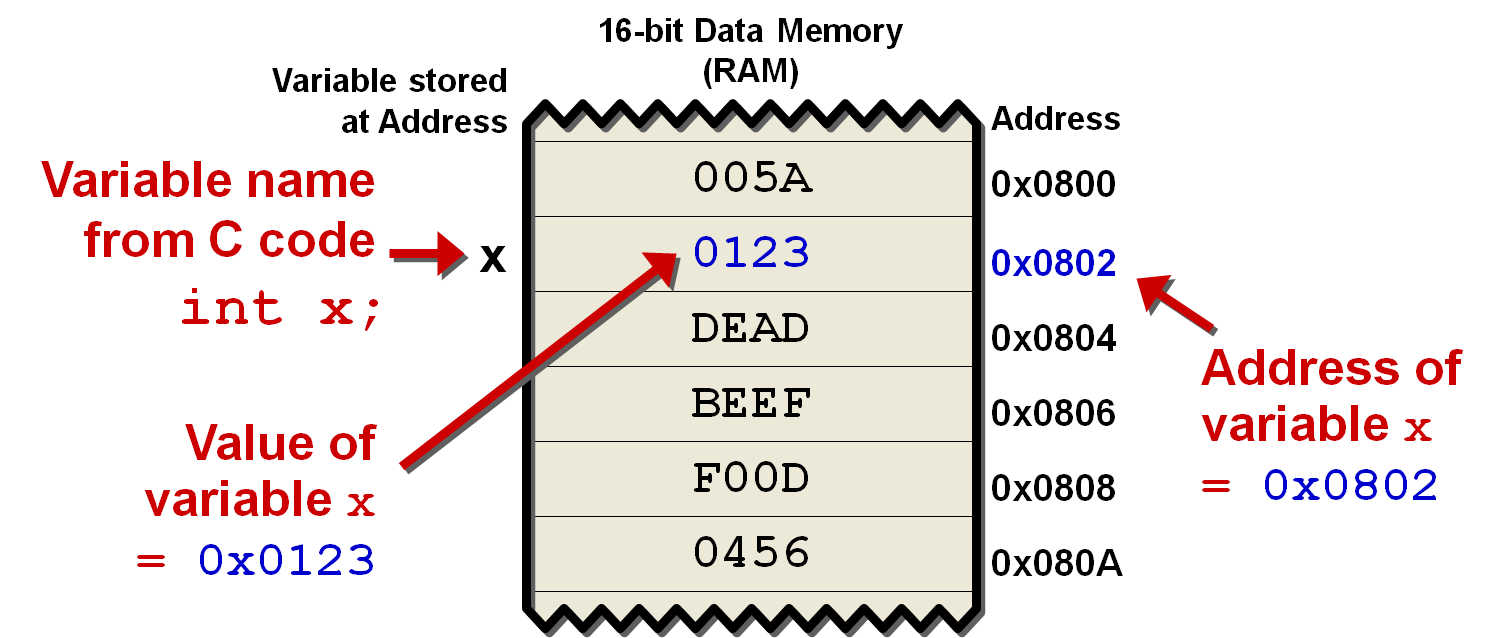 16-bit Data Memory
(RAM)
Variable stored
at Address
Address
Variable name
from C code
int x;
x
005A
0x0800
0123
0x0802
DEAD
0x0804
BEEF
0x0806
F00D
0x0808
0456
0x080A
Value of
variable x
= 0x0123
Address of
variable x
= 0x0802